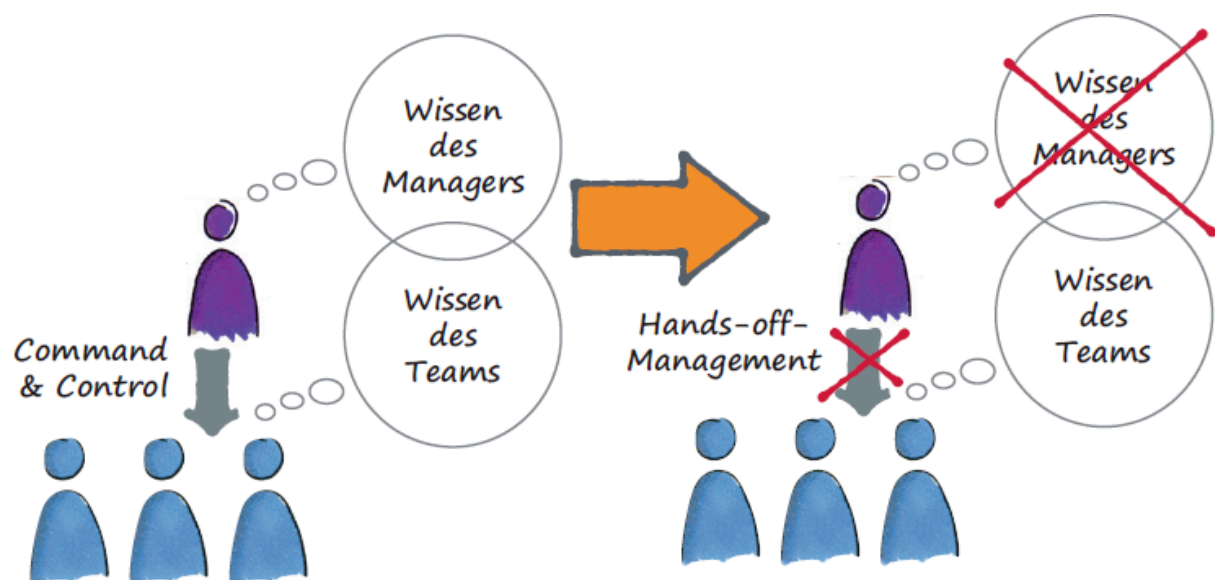 Wissen
des
Managers
Wissen
des
Teams
Command
& Control
Wissen
des
Managers
Wissen
des
Teams
Hands-off-
Management